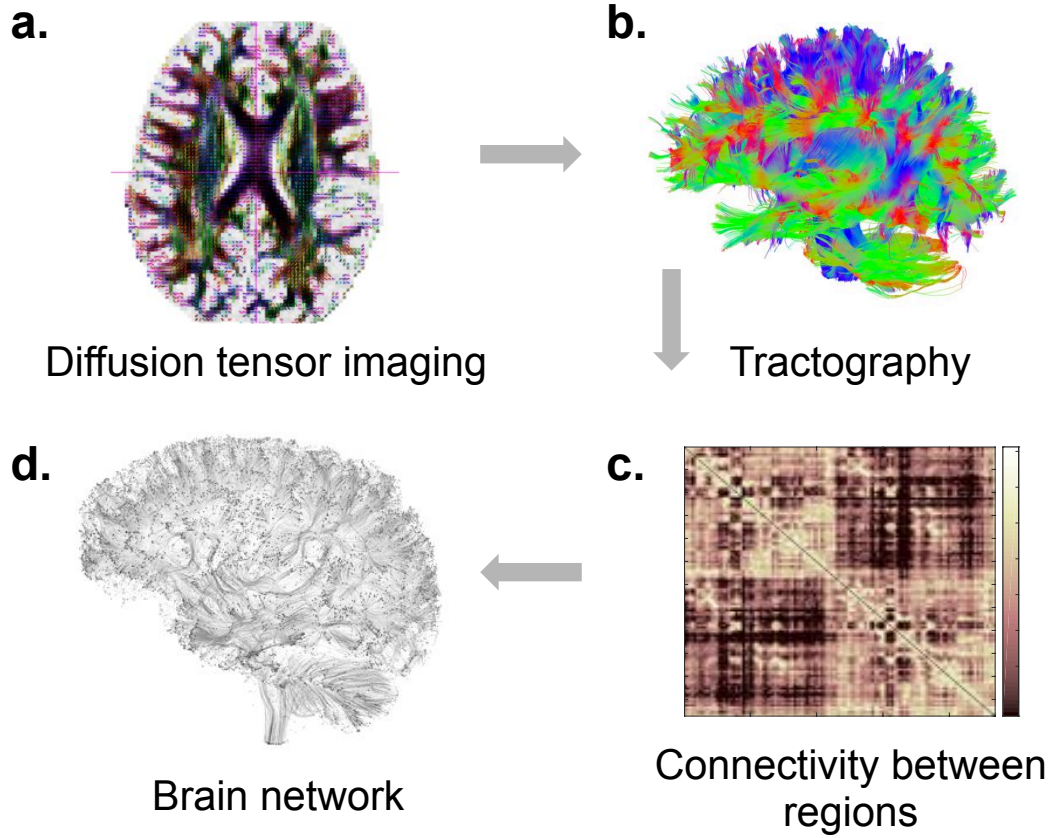 a.
b.
Diffusion tensor imaging
Tractography
d.
c.
Brain network
Connectivity between
regions